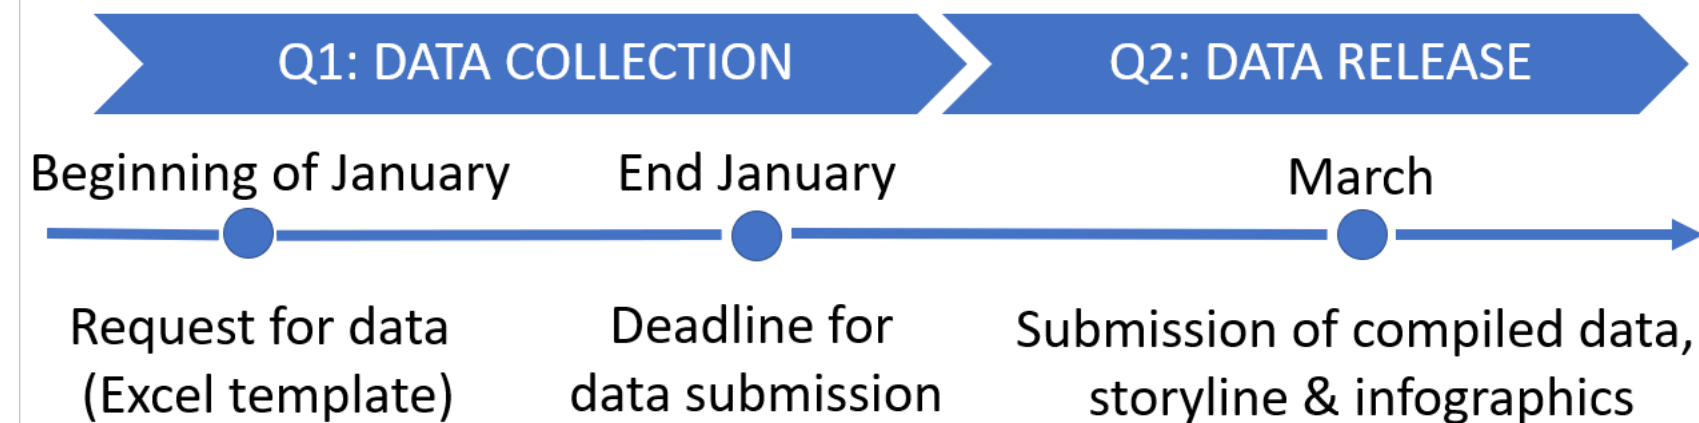 Q1: DATA COLLECTION
Q2: DATA RELEASE
Beginning of January
End January
March
Request for data
(Excel template)
Deadline for
data submission
Submission of compiled data,
storyline & infographics